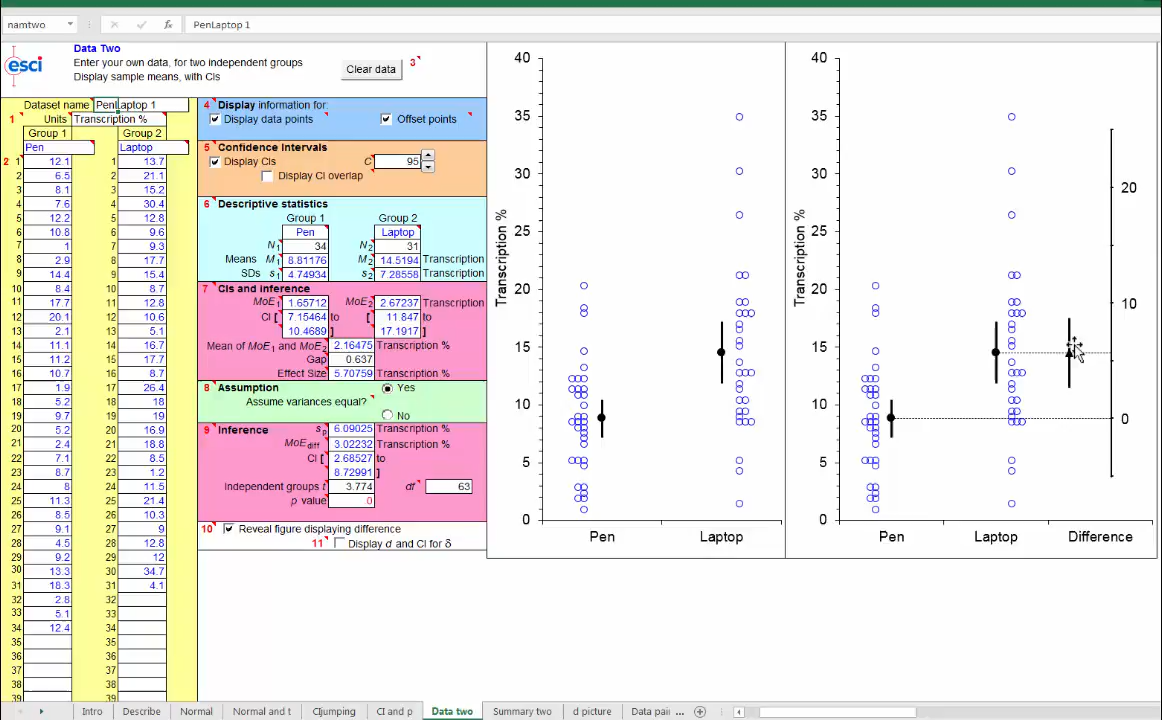 namtwo fx PenLaptop 1
esci
Data Two
Enter your own data, for two independent groups
Display sample means, with CIs
Clear data 3
Dataset name PenLaptop 1
1 Units Transcription %
Group 1 Group 2
Pen Laptop
2 1 12.1 1 13.7
2 6.5 2 21.1
3 8.1 3 15.2
4 7.6 4 30.4
5 12.2 5 12.8
6 10.8 6 9.6
7 1 7 9.3
8 2.9 8 17.7
9 14.4 9 15.4
10 8.4 10 8.7
11 17.7 11 12.8
12 20.1 12 10.6
13 2.1 13 5.1
14 11.1 14 16.7
15 11.2 15 17.7
16 10.7 16 8.7
17 1.9 17 26.4
18 5.2 18 18
19 9.7 19 19
20 5.2 20 16.9
21 2.4 21 18.8
22 7.1 22 8.5
23 8.7 23 1.2
24 8 24 11.5
25 11.3 25 21.4
26 8.5 26 10.3
27 9.1 27 9
28 4.5 28 12.8
29 9.2 29 12
30 13.3 30 34.7
31 18.3 31 4.1
32 2.8 32
33 5.1 33
34 12.4 34
35 35
36 36
37 37
38 38
39 39
4 Display information for:
Display data points Offset points
5 Confidence Intervals
Display CIs C 95
Display CI overlap
6 Descriptive statistics
Group 1 Group 2
Pen Laptop
N1 34 N2 31
Means M1 8.81176 M2 14.5194 Transcription
SDs s1 4.74934 s2 7.28558 Transcription
7 CIs and inference
MoE1 1.65712 MoE2 2.67237 Transcription
CI [ 7.15464 to [ 11.847 to
10.4689 ] 17.1917 ]
Mean of MoE1 and MoE2 2.16475 Transcription %
Gap 0.637
Effect Size 5.70759 Transcription %
8 Assumption Yes
Assume variances equal?
No
9 Inference sp 6.09025 Transcription %
MoEdiff 3.02232 Transcription %
CI [ 2.68527 to
8.72991 ]
Independent groups t 3.774 df 63
p value 0
10 Reveal figure displaying difference
11 Display d and CI for δ
Transcription %
40
35
30
25
20
15
10
5
0
Pen Laptop
Transcription %
40
35
30
25
20
15
10
5
0
20
10
0
Pen Laptop Difference
Intro Describe Normal Normal and t CIjumping CI and p Data two Summary two d picture Data pair ...